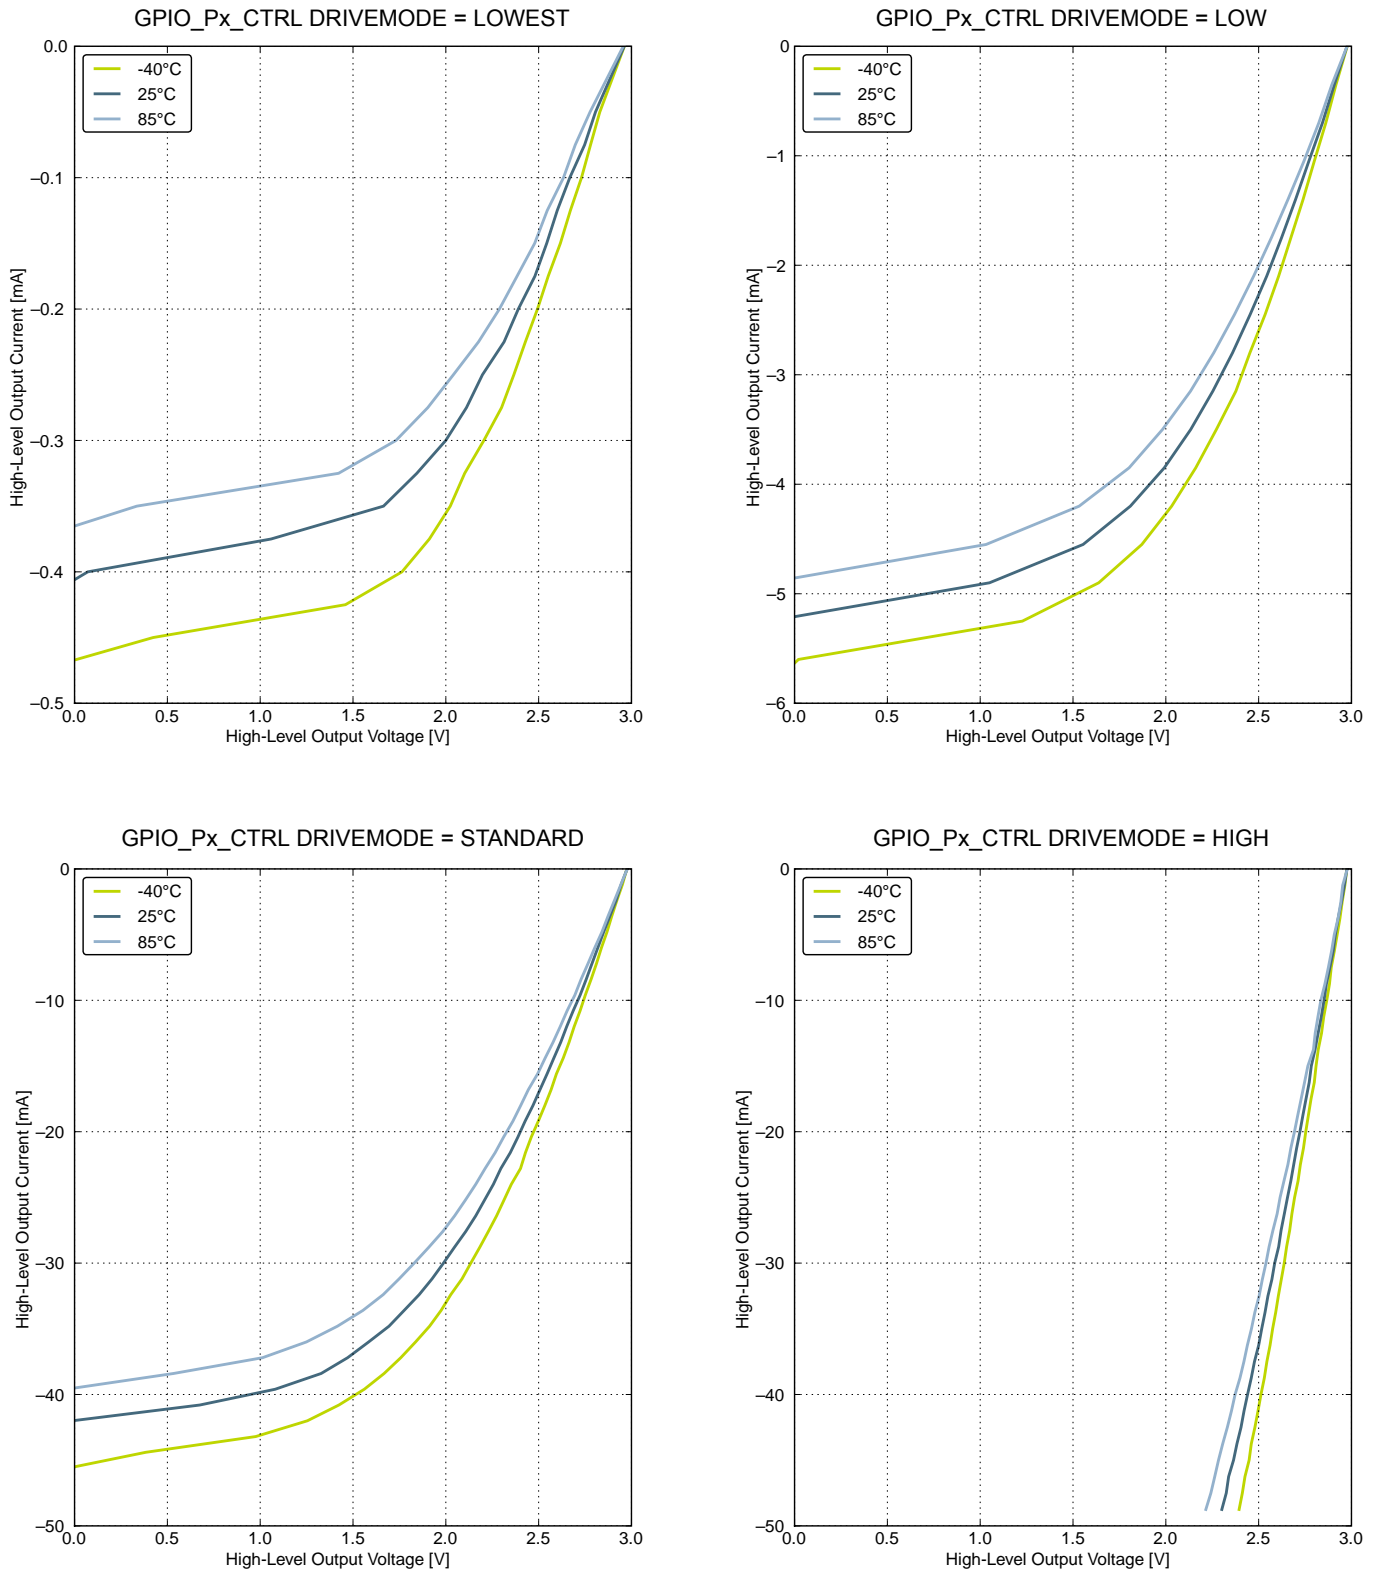 GPIO_Px_CTRL DRIVEMODE = LOWEST
0.0
–0.1
–0.2
–0.3
–0.4
–0.5
High-Level Output Current [mA]
-40°C
25°C
85°C
0.0 0.5 1.0 1.5 2.0 2.5 3.0
High-Level Output Voltage [V]
GPIO_Px_CTRL DRIVEMODE = LOW
0
–1
–2
–3
–4
–5
–6
High-Level Output Current [mA]
-40°C
25°C
85°C
0.0 0.5 1.0 1.5 2.0 2.5 3.0
High-Level Output Voltage [V]
GPIO_Px_CTRL DRIVEMODE = STANDARD
0
–10
–20
–30
–40
–50
High-Level Output Current [mA]
-40°C
25°C
85°C
0.0 0.5 1.0 1.5 2.0 2.5 3.0
High-Level Output Voltage [V]
GPIO_Px_CTRL DRIVEMODE = HIGH
0
–10
–20
–30
–40
–50
High-Level Output Current [mA]
-40°C
25°C
85°C
0.0 0.5 1.0 1.5 2.0 2.5 3.0
High-Level Output Voltage [V]